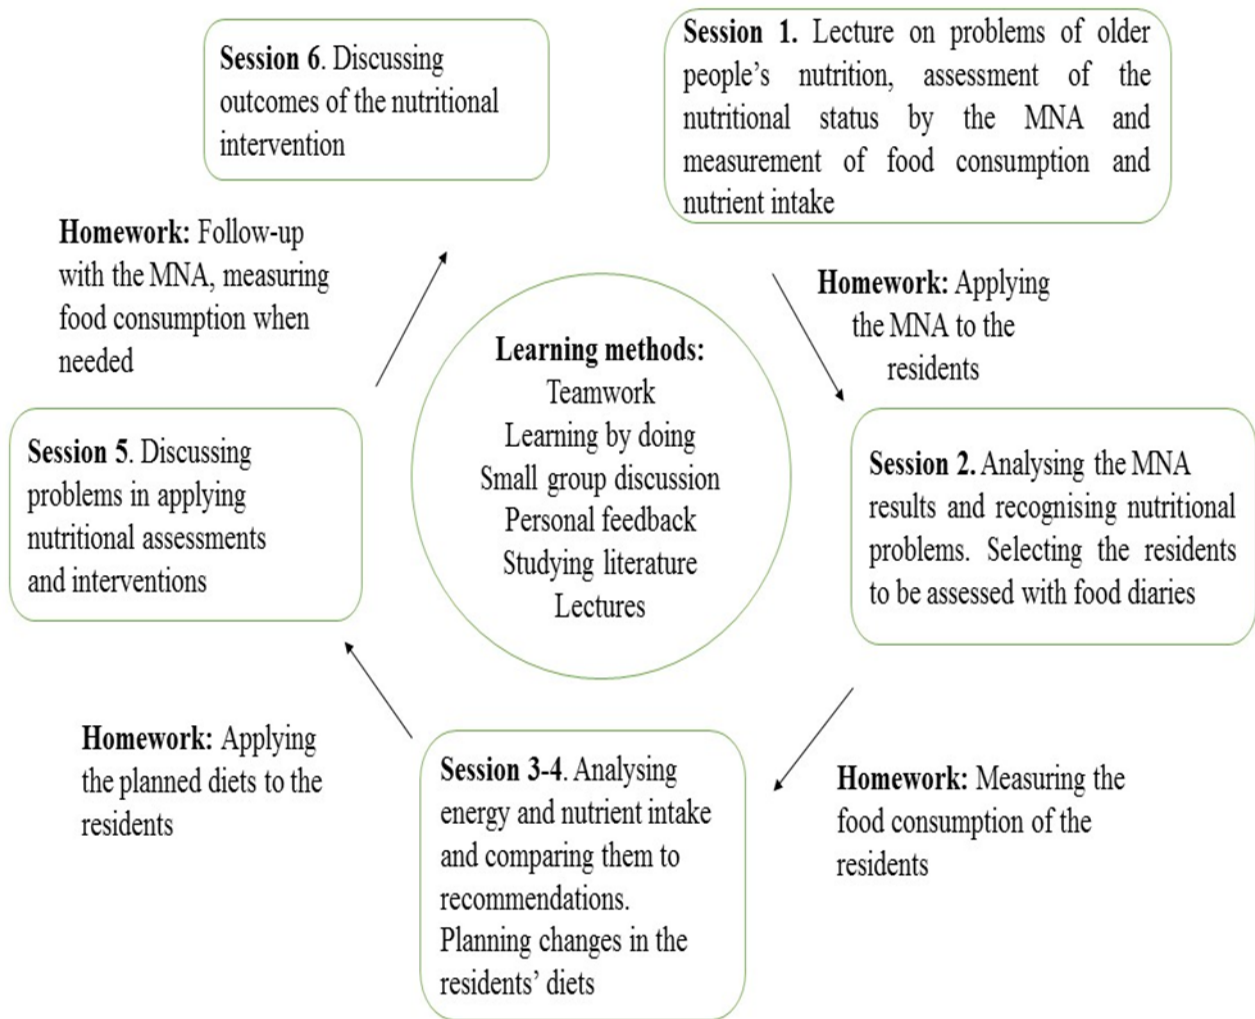 Session 6. Discussing
outcomes of the nutritional
intervention
Session 1. Lecture on problems of older
people’s nutrition, assessment of the
nutritional status by the MNA and
measurement of food consumption and
nutrient intake
Homework: Follow-up
with the MNA, measuring
food consumption when
needed
Homework: Applying
the MNA to the
residents
Learning methods:
Teamwork
Learning by doing
Small group discussion
Personal feedback
Studying literature
Lectures
Session 5. Discussing
problems in applying
nutritional assessments
and interventions
Session 2. Analysing the MNA
results and recognising nutritional
problems. Selecting the residents
to be assessed with food diaries
Homework: Applying
the planned diets to the
residents
Session 3-4. Analysing
energy and nutrient intake
and comparing them to
recommendations.
Planning changes in the
residents’ diets
Homework: Measuring the
food consumption of the
residents